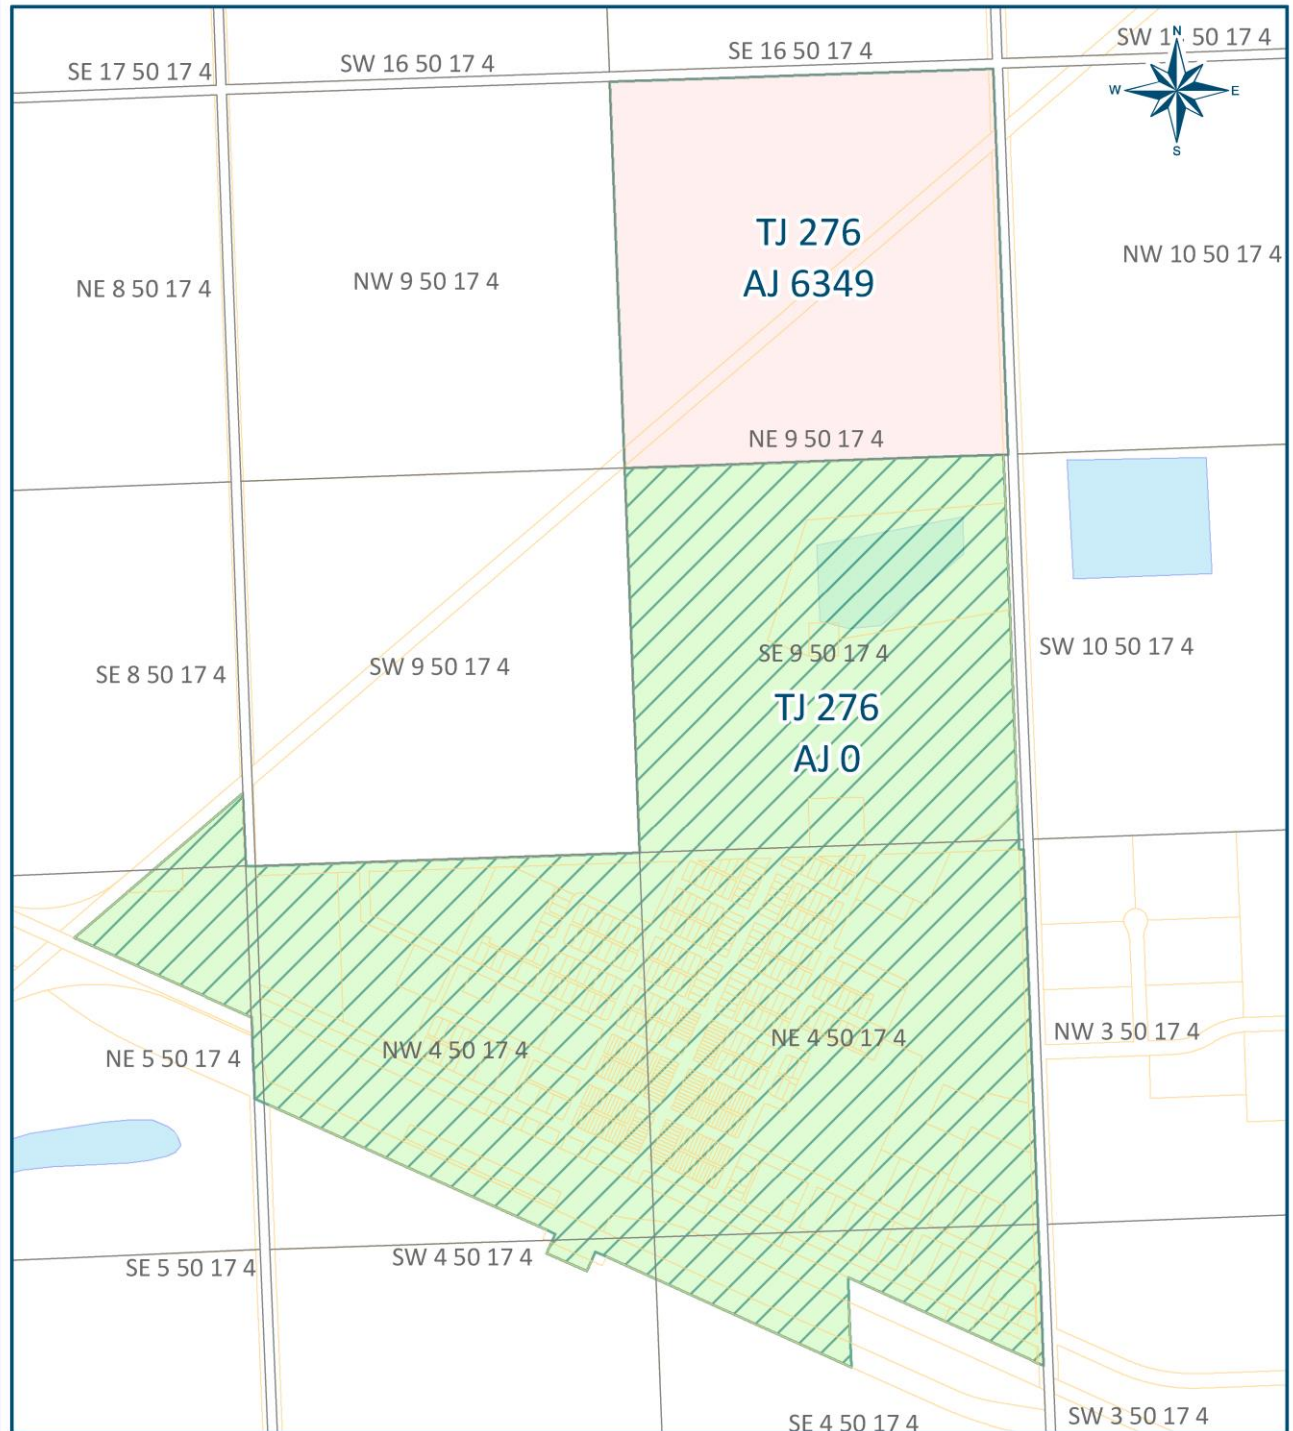 SE 17 50 17 4
SW 16 50 17 4
SE 16 50 17 4
SW 1 50 17 4
N
W
E
S
NE 8 50 17 4
NW 9 50 17 4
TJ 276
AJ 6349
NW 10 50 17 4
NE 9 50 17 4
SE 8 50 17 4
SW 9 50 17 4
SE 9 50 17 4
SW 10 50 17 4
TJ 276
AJ 0
NE 5 50 17 4
NW 4 50 17 4
NE 4 50 17 4
NW 3 50 17 4
SE 5 50 17 4
SW 4 50 17 4
SE 4 50 17 4
SW 3 50 17 4